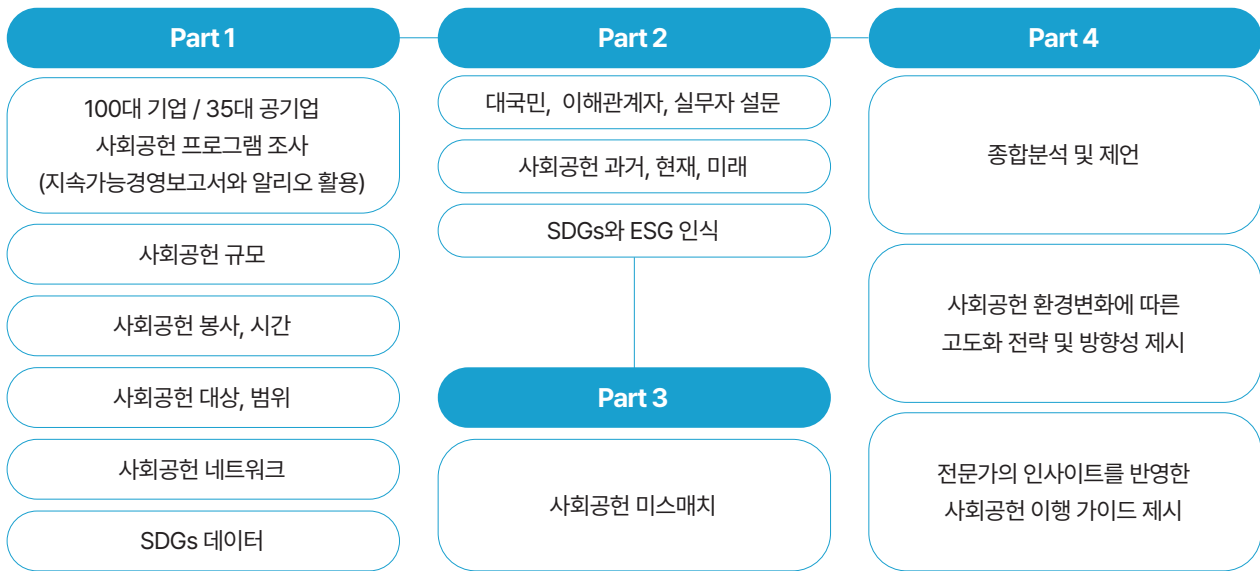 Part 1
100대 기업 / 35대 공기업
사회공헌 프로그램 조사
(지속가능경영보고서와 알리오 활용)
사회공헌 규모
사회공헌 봉사, 시간
사회공헌 대상, 범위
사회공헌 네트워크
SDGs 데이터
Part 2
대국민, 이해관계자, 실무자 설문
사회공헌 과거, 현재, 미래
SDGs와 ESG 인식
Part 3
사회공헌 미스매치
Part 4
종합분석 및 제언
사회공헌 환경변화에 따른
고도화 전략 및 방향성 제시
전문가의 인사이트를 반영한
사회공헌 이행 가이드 제시